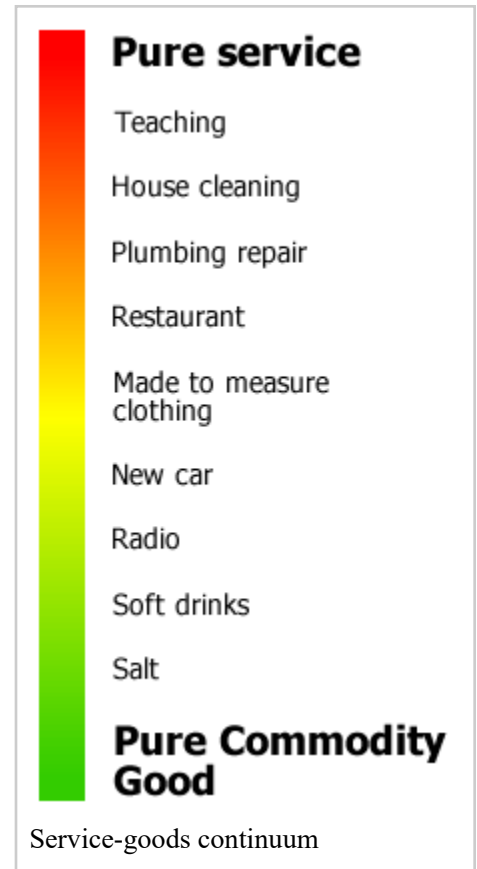 Pure service
Teaching
House cleaning
Plumbing repair
Restaurant
Made to measure
clothing
New car
Radio
Soft drinks
Salt
Pure Commodity
Good
Service-goods continuum